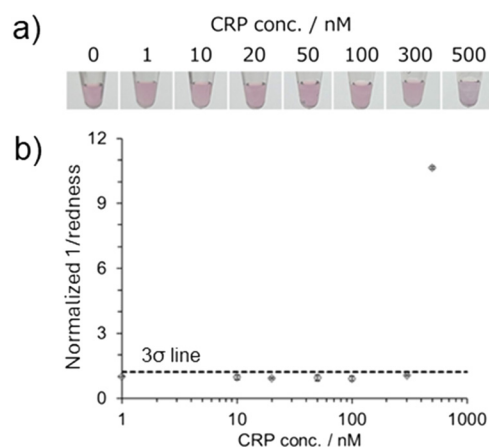 a)
CRP conc. / nM
0 1 10 20 50 100 300 500
b)
Normalized 1/redness
12
9
6
3
0
3σ line
1 10 100 1000
CRP conc. / nM